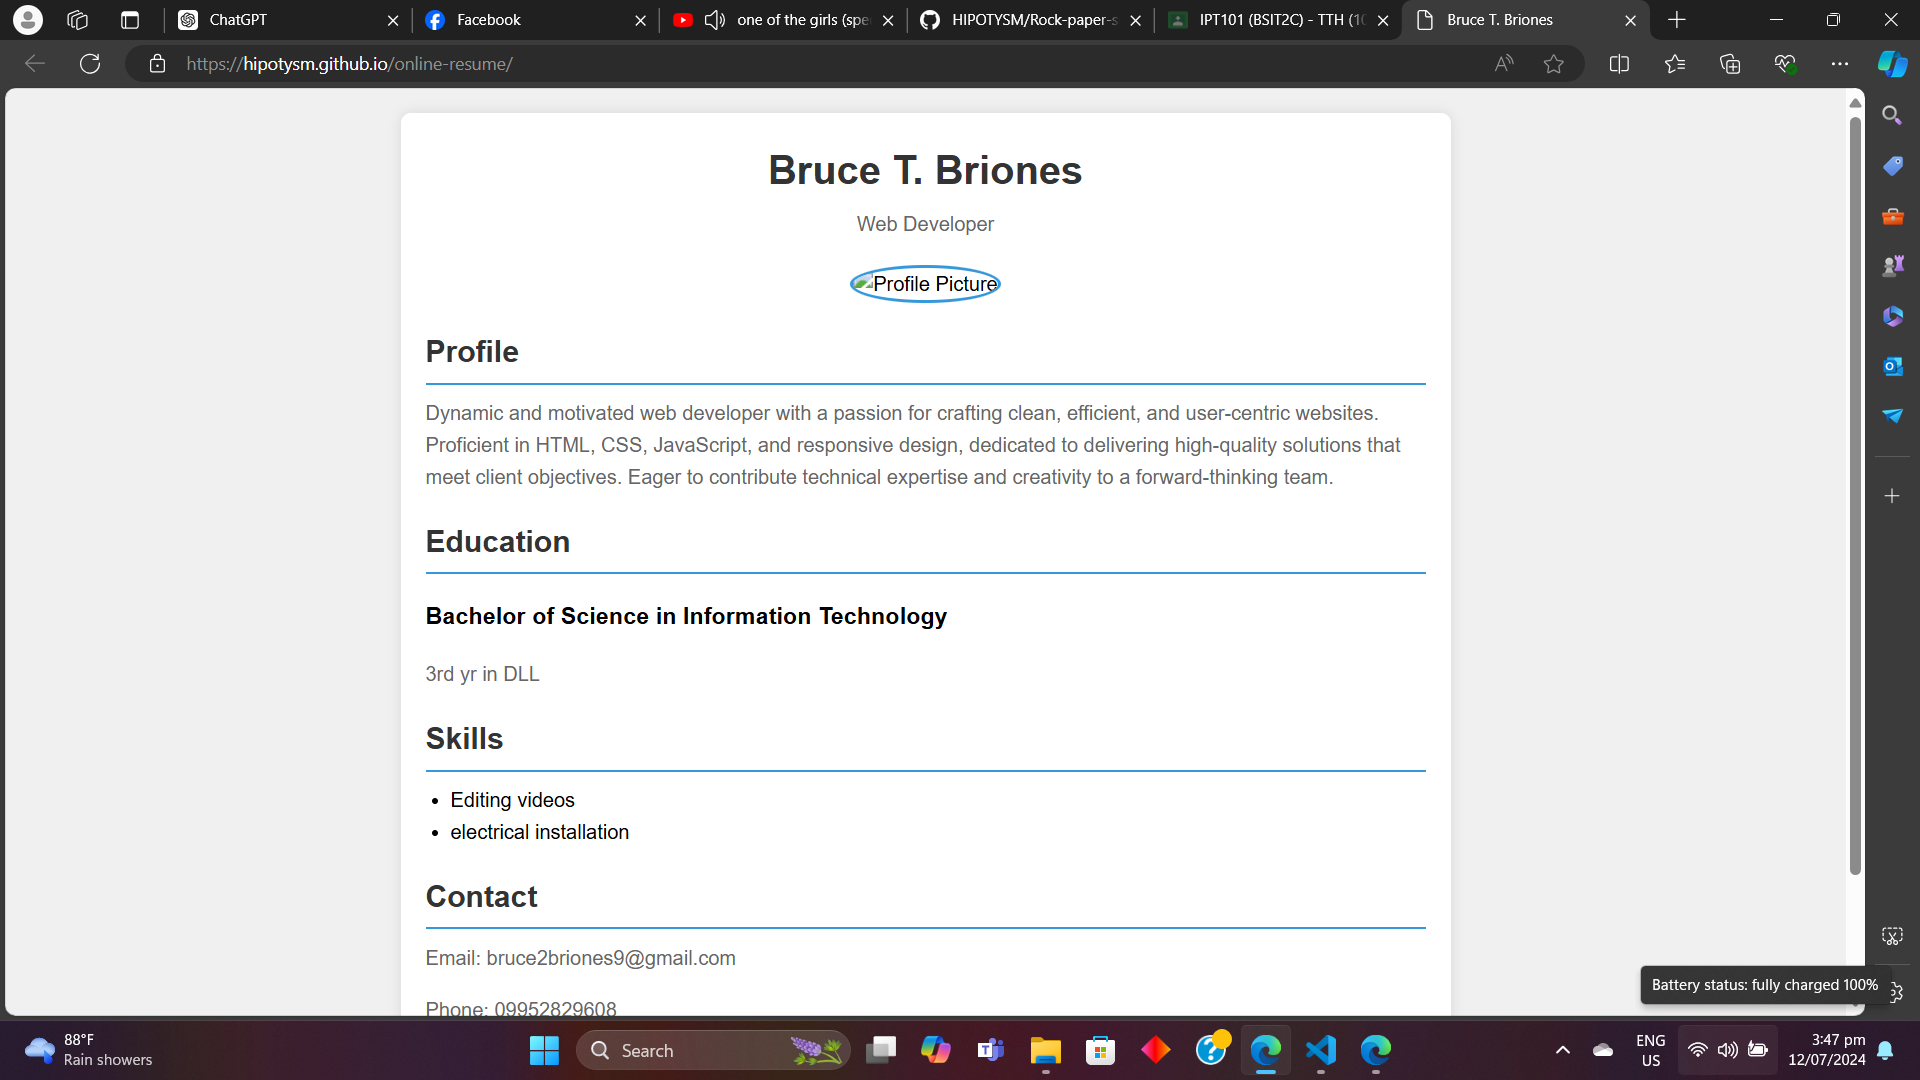 ChatGPT
Facebook
one of the girls (spe
HIPOTYSM/Rock-paper-s
IPT101 (BSIT2C) - TTH (10
Bruce T. Briones
https://hipotysm.github.io/online-resume/
Bruce T. Briones
Web Developer
Profile Picture
Profile
Dynamic and motivated web developer with a passion for crafting clean, efficient, and user-centric websites.
Proficient in HTML, CSS, JavaScript, and responsive design, dedicated to delivering high-quality solutions that
meet client objectives. Eager to contribute technical expertise and creativity to a forward-thinking team.
Education
Bachelor of Science in Information Technology
3rd yr in DLL
Skills
• Editing videos
• electrical installation
Contact
Email: bruce2briones9@gmail.com
Phone: 09952829608
Battery status: fully charged 100%
88°F
Rain showers
Search
ENG
US
3:47 pm
12/07/2024